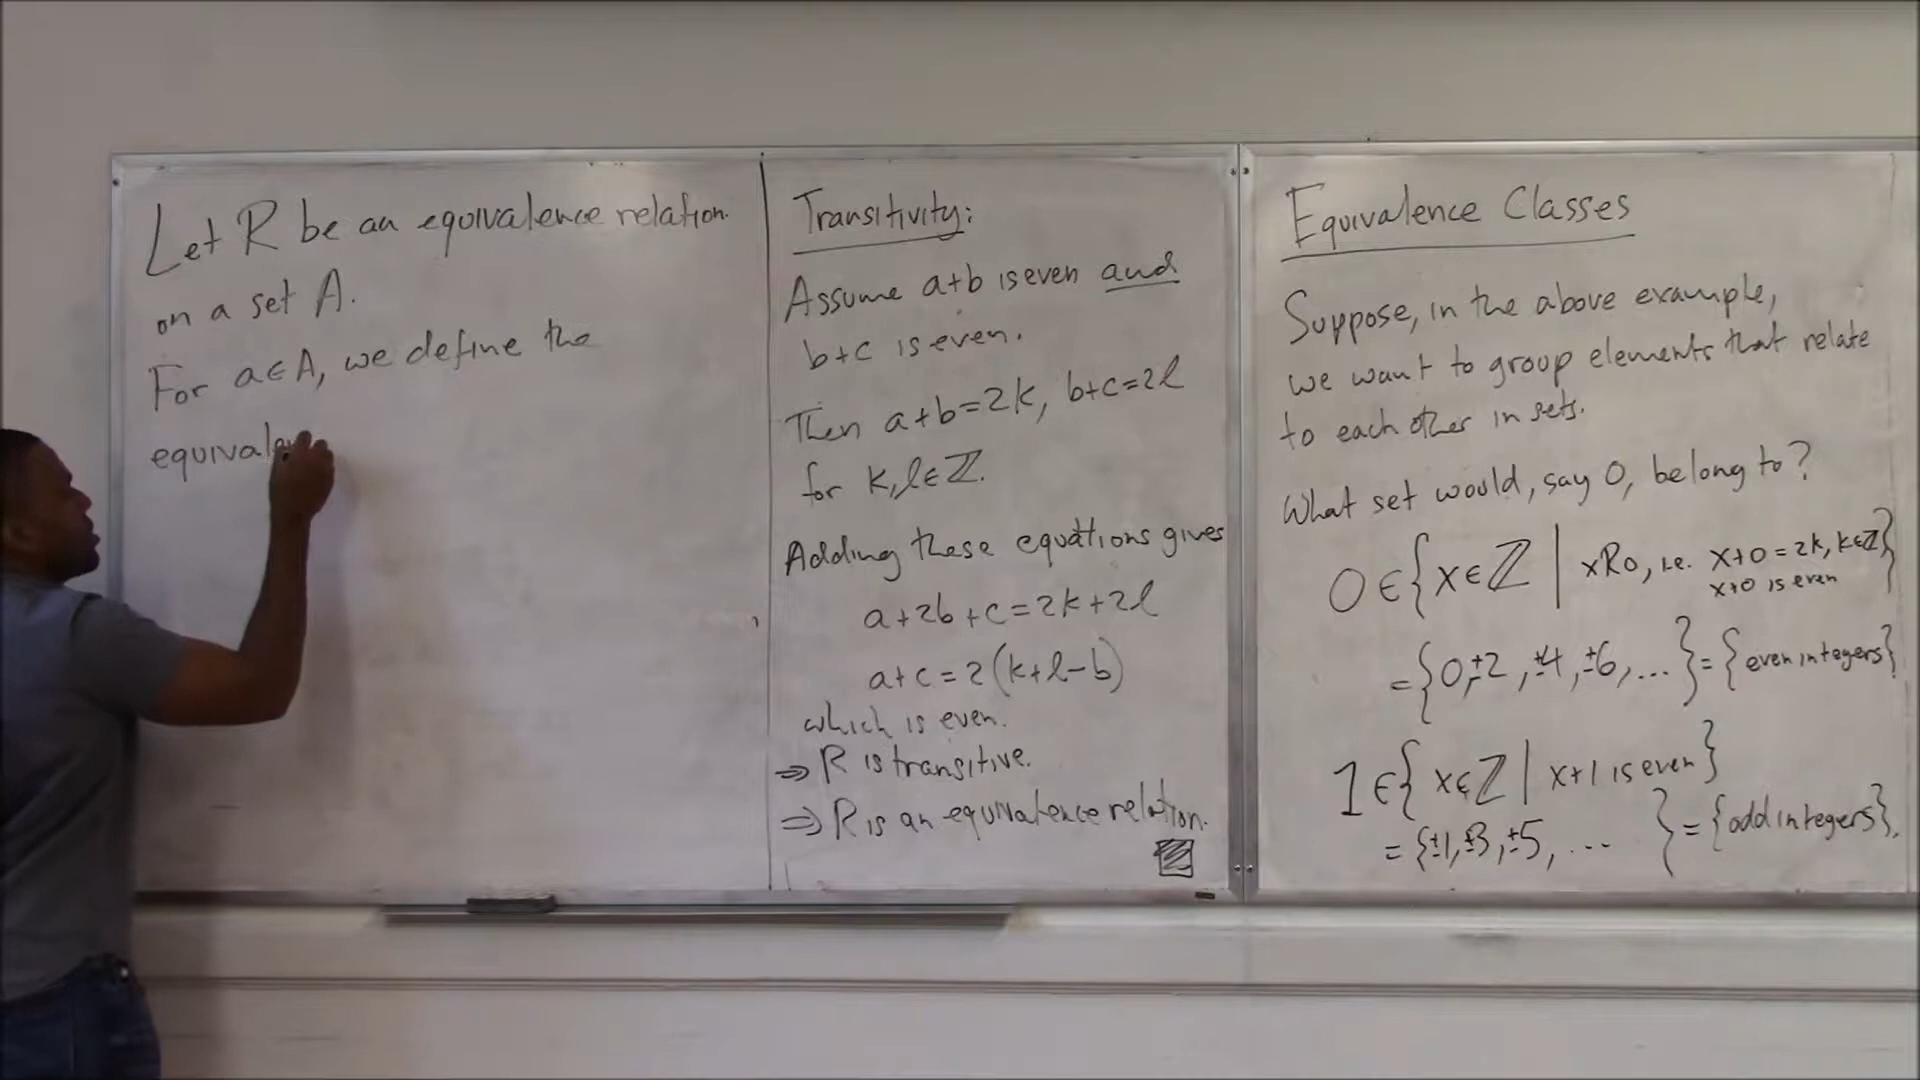 Let R be an equivalence relation
on a set A.
For a∈A, we define the
equivale
Transitivity:
Assume a+b is even and
b+c is even.
Then a+b=2k, b+c=2l
for k,l∈ℤ.
Adding these equations gives
a+2b+c=2k+2l
a+c=2(k+l-b)
which is even.
⇒ R is transitive.
⇒ R is an equivalence relation.
Equivalence Classes
Suppose, in the above example,
we want to group elements that relate
to each other in sets.
What set would, say 0, belong to?
0∈{x∈ℤ | xR0, i.e. x+0=2k, k∈ℤ}
x+0 is even
={0,±2,±4,±6,...}={even integers}
1∈{x∈ℤ | x+1 is even}
={±1,±3,±5,... }={odd integers}.